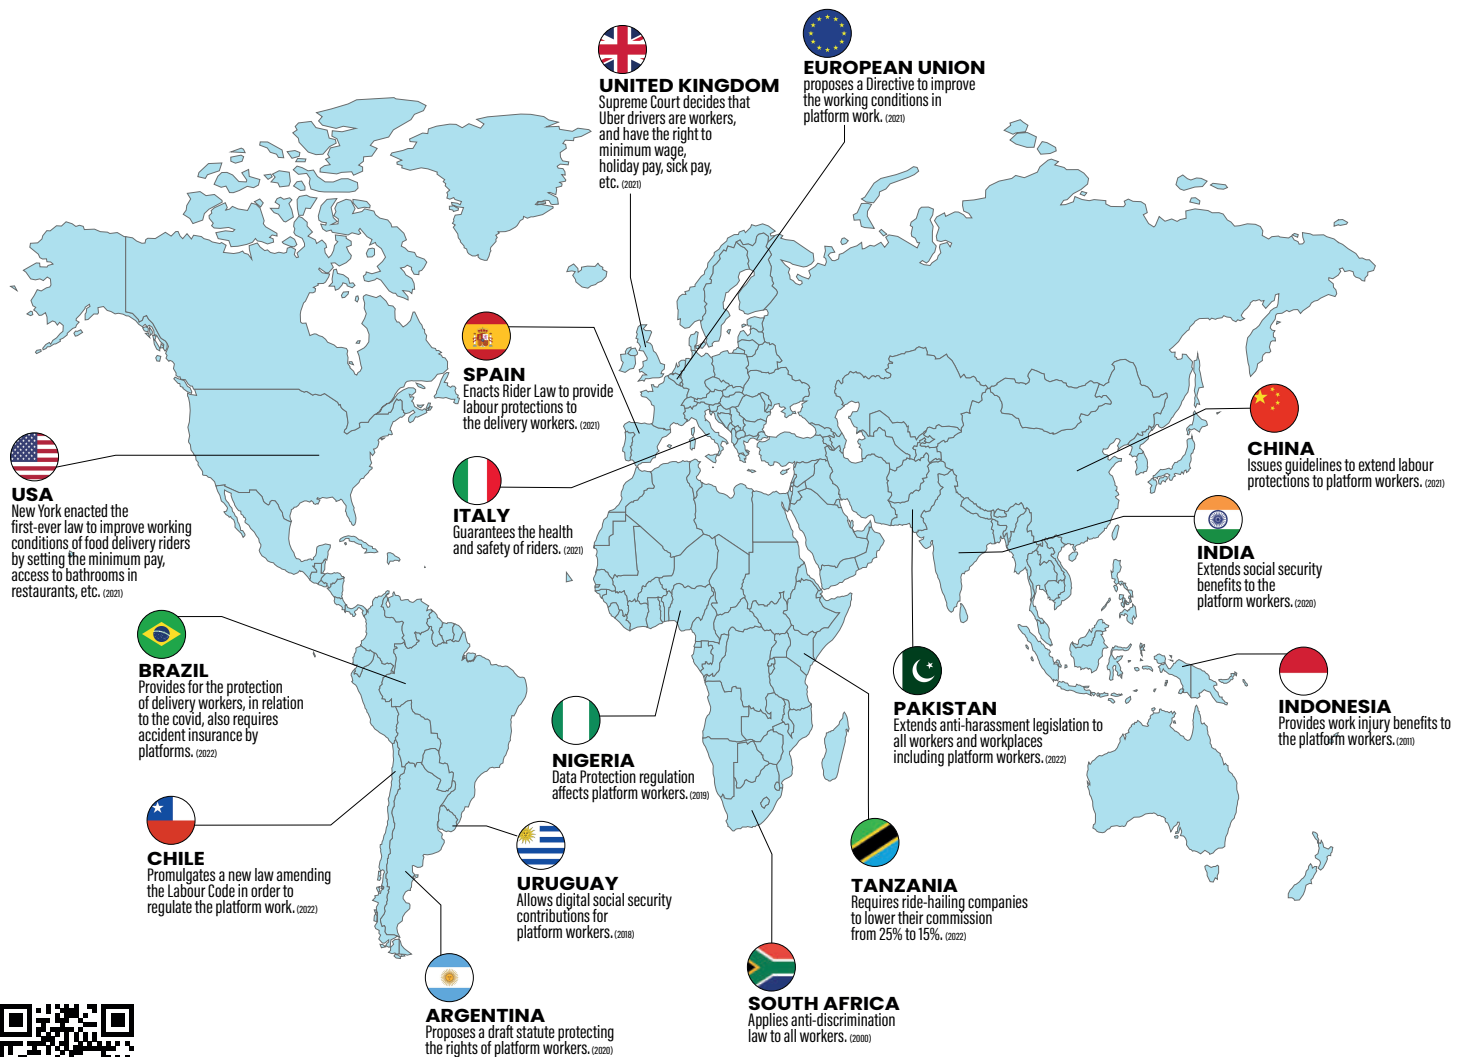 UNITED KINGDOM
Supreme Court decides that
Uber drivers are workers,
and have the right to
minimum wage,
holiday pay, sick pay,
etc. (2021)
EUROPEAN UNION
proposes a Directive to improve
the working conditions in
platform work. (2021)
SPAIN
Enacts Rider Law to provide
labour protections to
the delivery workers. (2021)
CHINA
Issues guidelines to extend labour
protections to platform workers. (2021)
USA
New York enacted the
first-ever law to improve working
conditions of food delivery riders
by setting the minimum pay,
access to bathrooms in
restaurants, etc. (2021)
ITALY
Guarantees the health
and safety of riders. (2021)
INDIA
Extends social security
benefits to the
platform workers. (2020)
BRAZIL
Provides for the protection
of delivery workers, in relation
to the covid, also requires
accident insurance by
platforms. (2022)
PAKISTAN
Extends anti-harassment legislation to
all workers and workplaces
including platform workers. (2022)
INDONESIA
Provides work injury benefits to
the platform workers. (2011)
NIGERIA
Data Protection regulation
affects platform workers. (2019)
CHILE
Promulgates a new law amending
the Labour Code in order to
regulate the platform work. (2022)
URUGUAY
Allows digital social security
contributions for
platform workers. (2018)
TANZANIA
Requires ride-hailing companies
to lower their commission
from 25% to 15%. (2022)
ARGENTINA
Proposes a draft statute protecting
the rights of platform workers. (2020)
SOUTH AFRICA
Applies anti-discrimination
law to all workers. (2000)